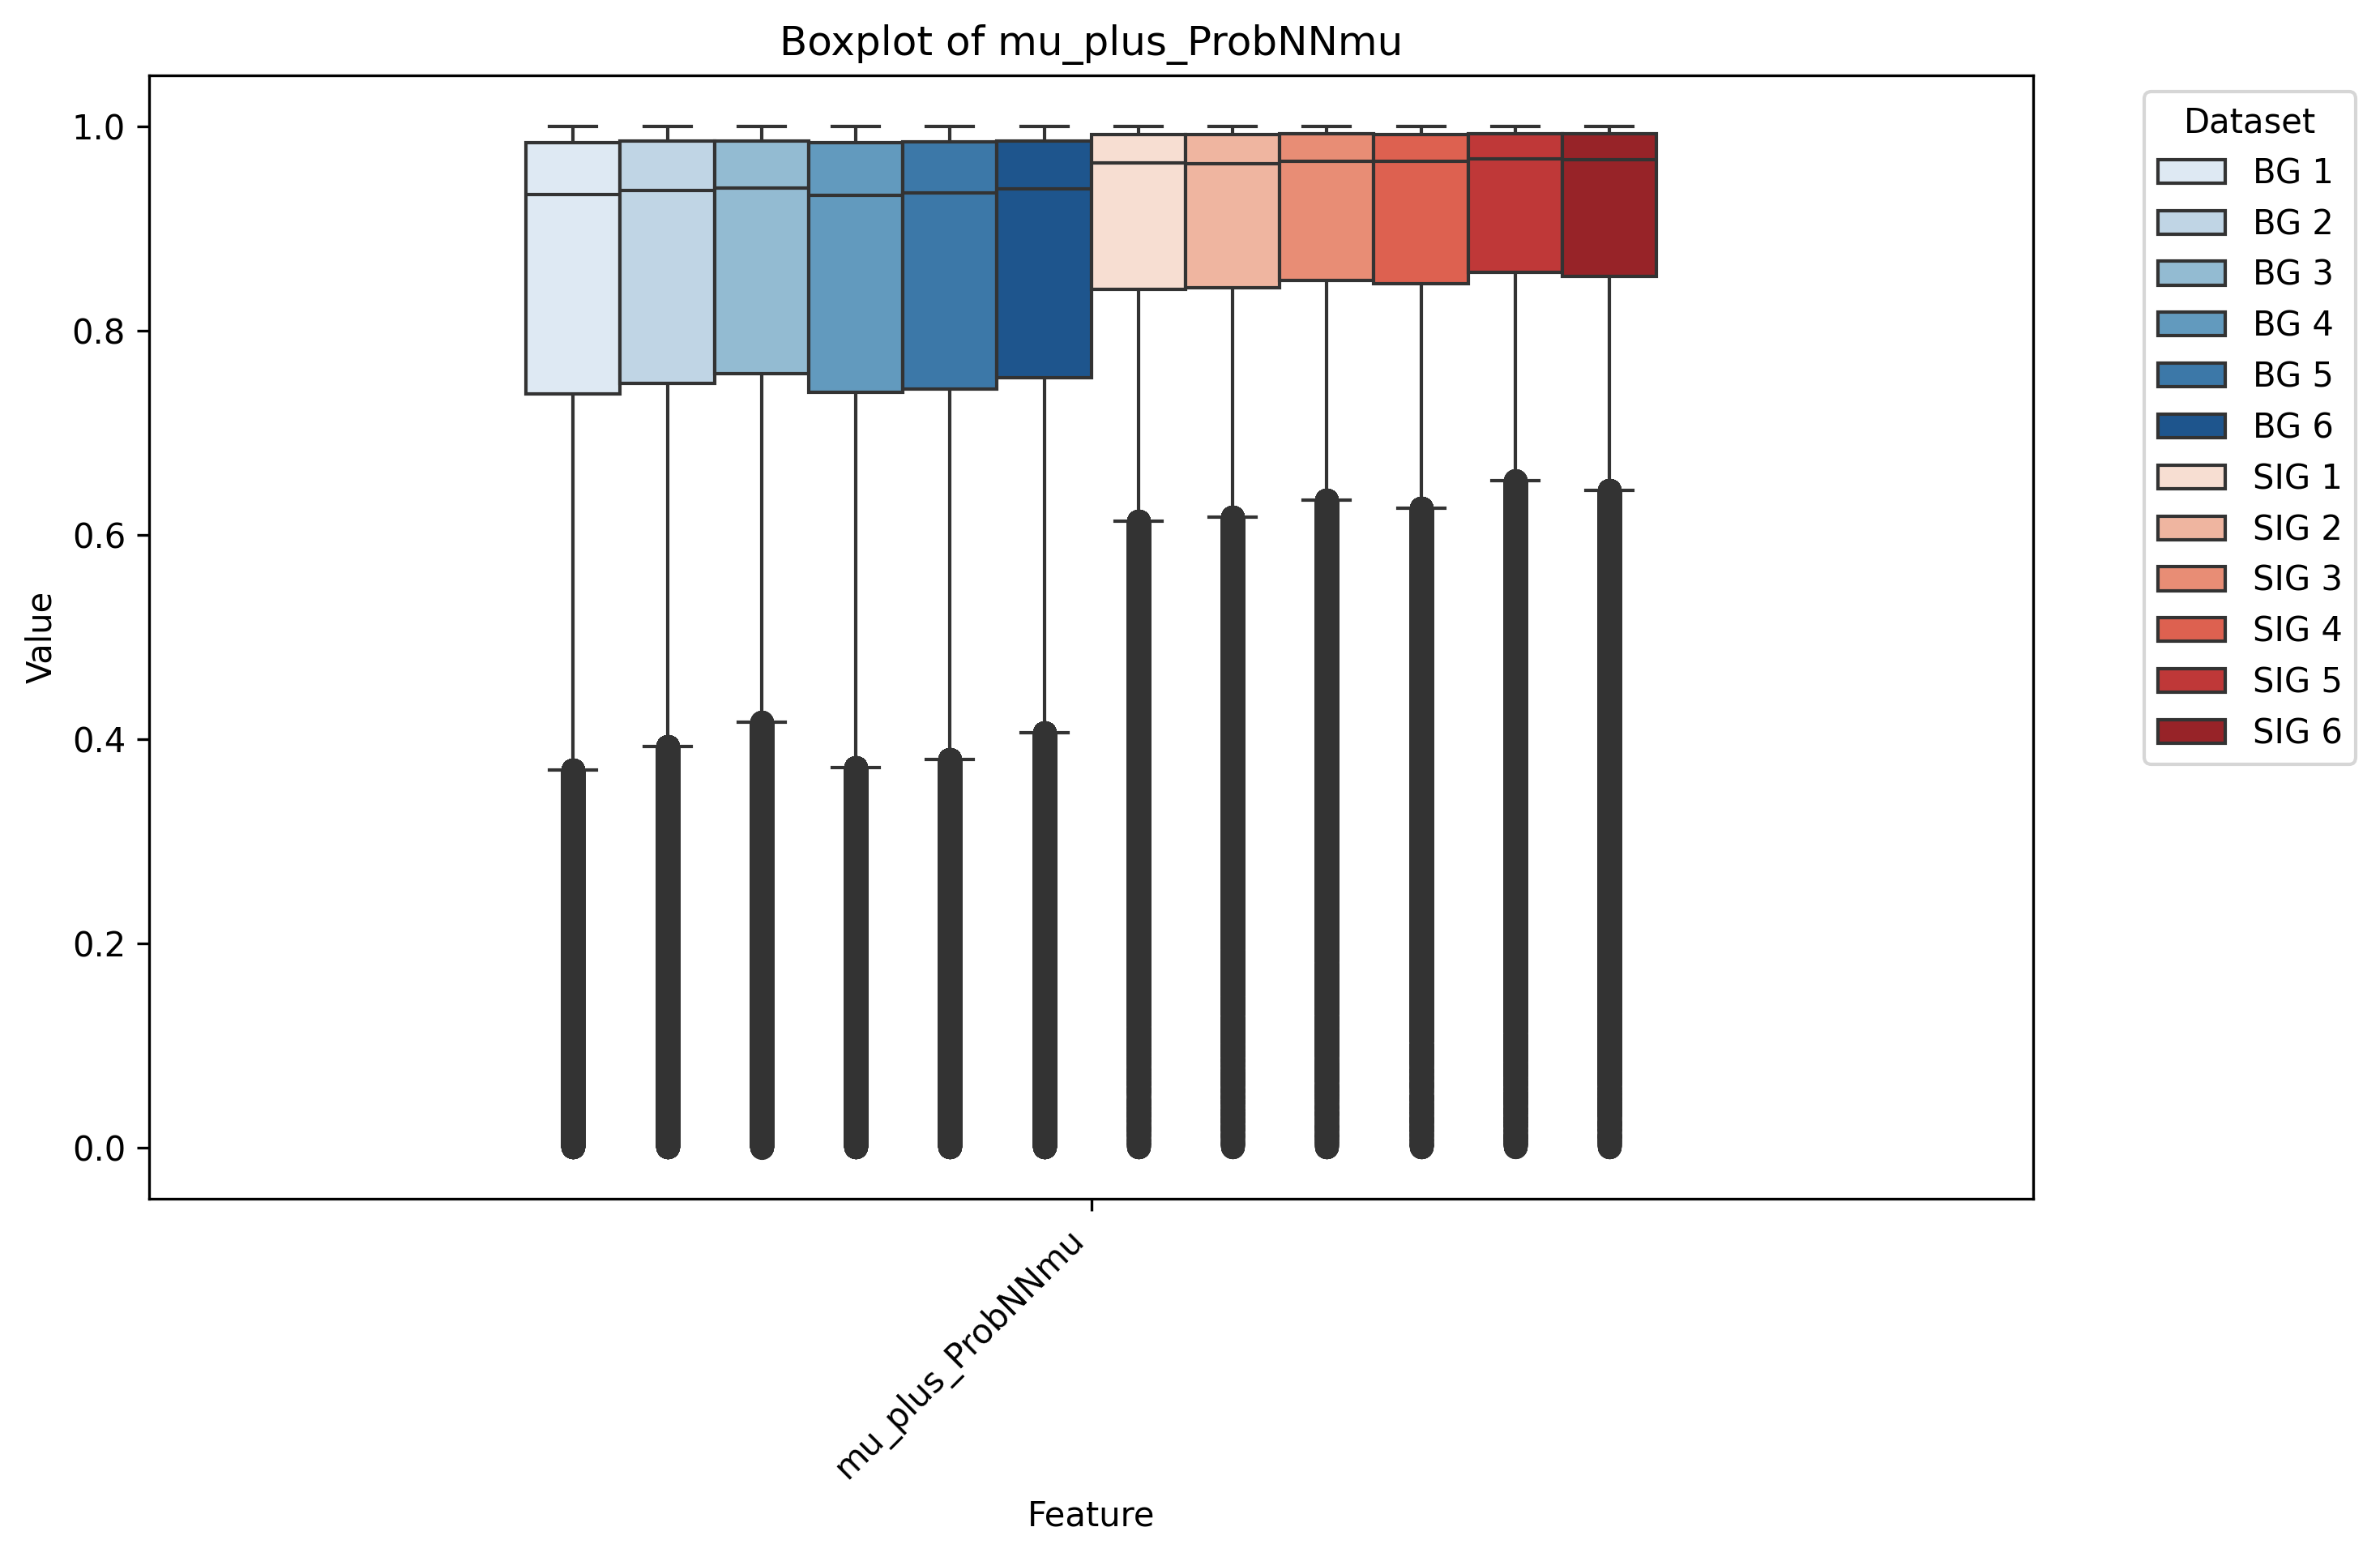 Boxplot of mu_plus_ProbNNmu
1.0
0.8
0.6
0.4
0.2
0.0
Value
mu_plus_ProbNNmu
Feature
Dataset
BG 1
BG 2
BG 3
BG 4
BG 5
BG 6
SIG 1
SIG 2
SIG 3
SIG 4
SIG 5
SIG 6